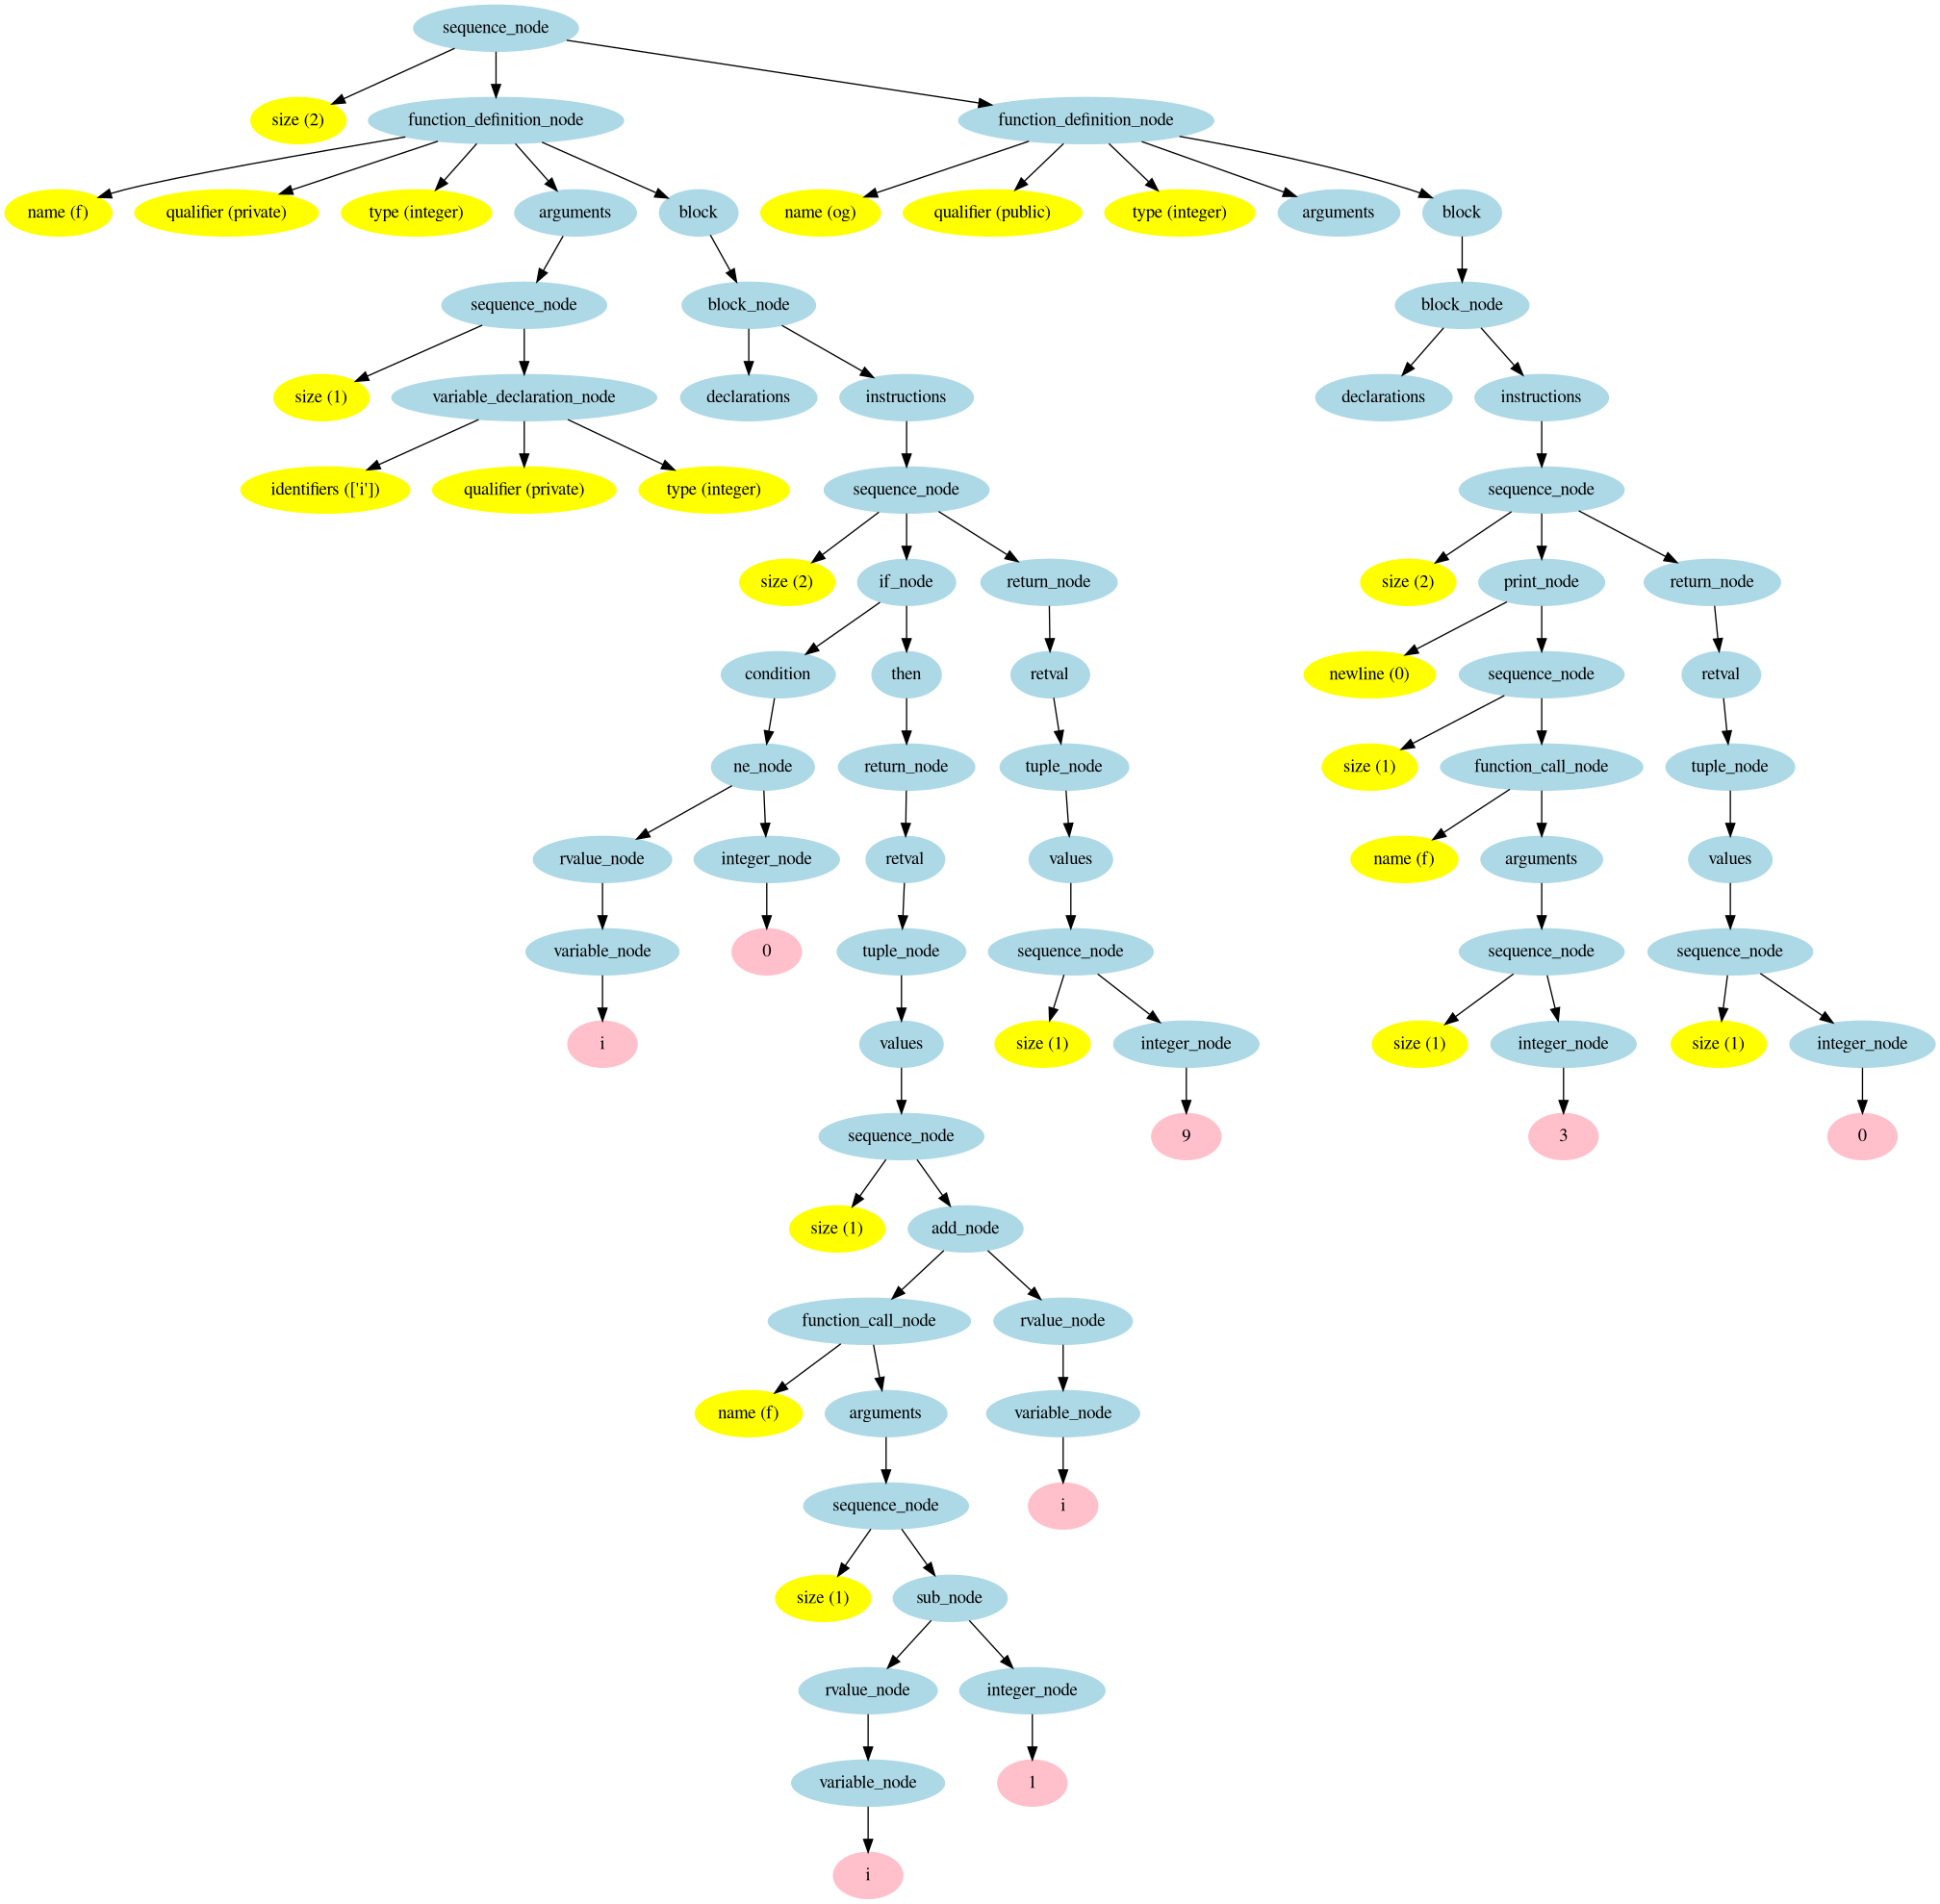 sequence_node
size (2)
function_definition_node
function_definition_node
name (f)
qualifier (private)
type (integer)
arguments
block
name (og)
qualifier (public)
type (integer)
arguments
block
sequence_node
block_node
block_node
size (1)
variable_declaration_node
declarations
instructions
declarations
instructions
identifiers (['i'])
qualifier (private)
type (integer)
sequence_node
sequence_node
size (2)
if_node
return_node
size (2)
print_node
return_node
condition
then
retval
newline (0)
sequence_node
retval
ne_node
return_node
tuple_node
size (1)
function_call_node
tuple_node
rvalue_node
integer_node
retval
values
name (f)
arguments
values
variable_node
0
tuple_node
sequence_node
sequence_node
sequence_node
i
values
size (1)
integer_node
size (1)
integer_node
size (1)
integer_node
sequence_node
9
3
0
size (1)
add_node
function_call_node
rvalue_node
name (f)
arguments
variable_node
sequence_node
i
size (1)
sub_node
rvalue_node
integer_node
variable_node
1
i